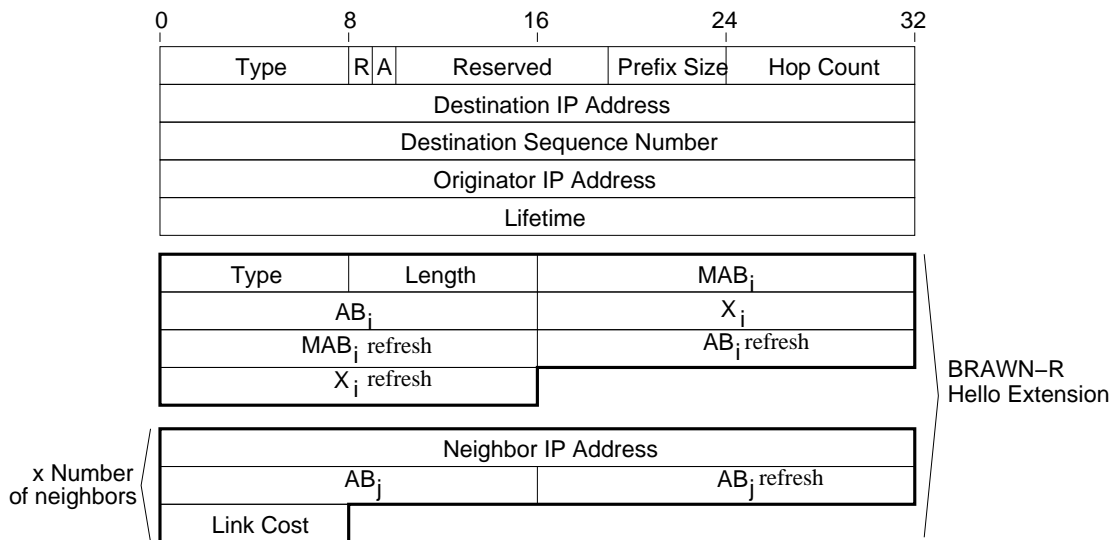 0 8 16 24 32
Type R A Reserved Prefix Size Hop Count
Destination IP Address
Destination Sequence Number
Originator IP Address
Lifetime
Type Length MABi
ABi Xi
MABi refresh ABi refresh
Xi refresh
BRAWN−R
Hello Extension
Neighbor IP Address
ABj ABj refresh
Link Cost
x Number
of neighbors